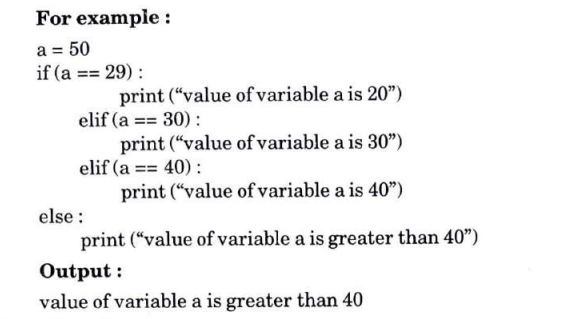 For example :
a = 50
if (a == 29) :
print (“value of variable a is 20”)
elif (a == 30) :
print (“value of variable a is 30”)
elif (a == 40) :
print (“value of variable a is 40”)
else :
print (“value of variable a is greater than 40”)
Output :
value of variable a is greater than 40